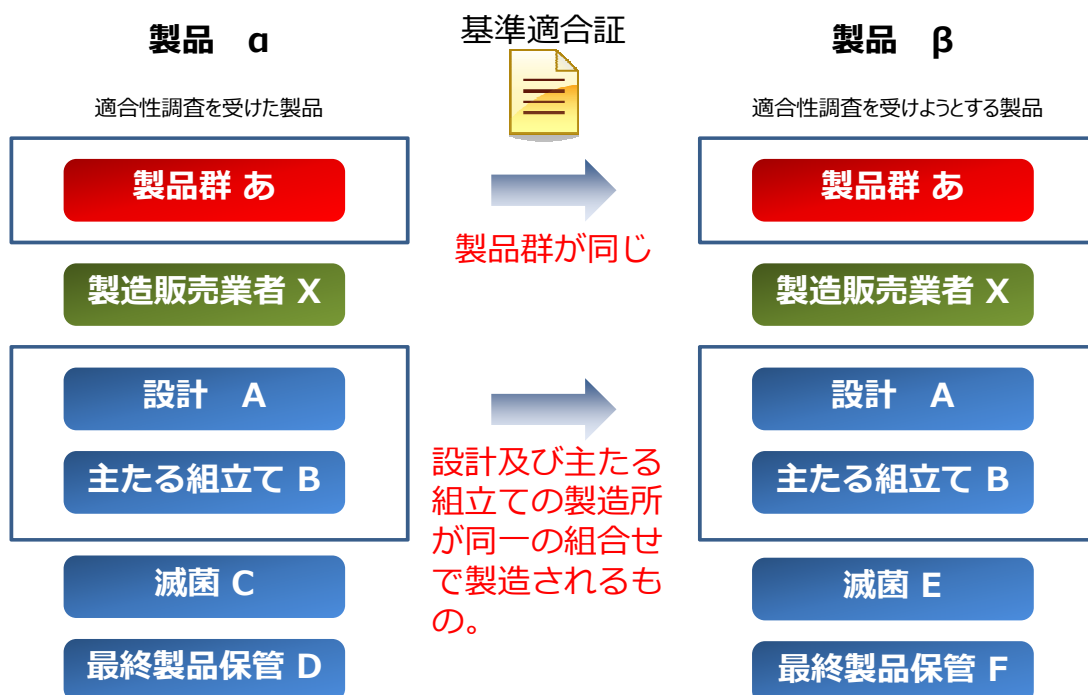 製品　α
適合性調査を受けた製品
製品群 あ
製造販売業者 X
設計　A
主たる組立て B
滅菌 C
最終製品保管 D
基準適合証
製品群が同じ
設計及び主たる
組立ての製造所
が同一の組合せ
で製造されるも
の。
製品　β
適合性調査を受けようとする製品
製品群 あ
製造販売業者 X
設計　A
主たる組立て B
滅菌 E
最終製品保管 F